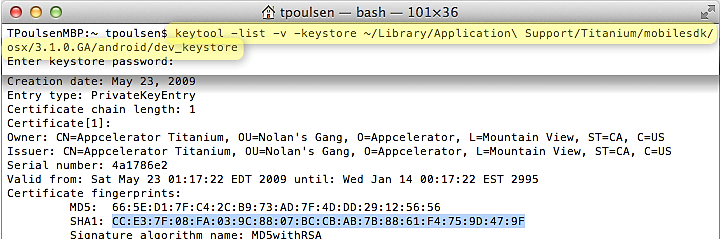 tpoulsen — bash — 101×36
TPoulsenMBP:~ tpoulsen$ keytool -list -v -keystore ~/Library/Application\ Support/Titanium/mobilesdk/
osx/3.1.0.GA/android/dev_keystore
Enter keystore password:
Creation date: May 23, 2009
Entry type: PrivateKeyEntry
Certificate chain length: 1
Certificate[1]:
Owner: CN=Appcelerator Titanium, OU=Nolan's Gang, O=Appcelerator, L=Mountain View, ST=CA, C=US
Issuer: CN=Appcelerator Titanium, OU=Nolan's Gang, O=Appcelerator, L=Mountain View, ST=CA, C=US
Serial number: 4a1786e2
Valid from: Sat May 23 01:17:22 EDT 2009 until: Wed Jan 14 00:17:22 EST 2995
Certificate fingerprints:
MD5: 66:5E:D1:7F:C4:2C:B9:73:AD:7F:4D:DD:29:12:56:56
SHA1: CC:E3:7F:08:FA:03:9C:88:07:BC:CB:AB:7B:88:61:F4:75:9D:47:9F
Signature algorithm name: MD5withRSA